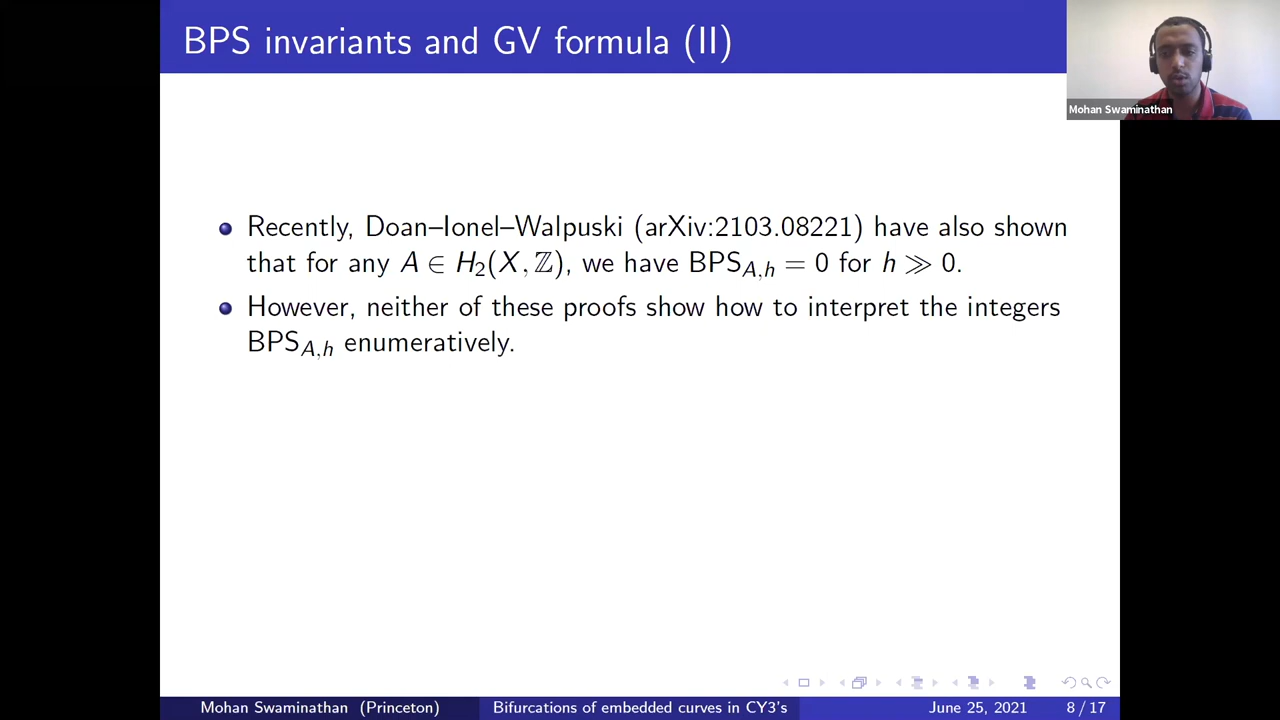 BPS invariants and GV formula (II)
Mohan Swaminathan
Recently, Doan–Ionel–Walpuski (arXiv:2103.08221) have also shown
that for any A ∈ H₂(X, ℤ), we have BPS_{A,h} = 0 for h ≫ 0.
However, neither of these proofs show how to interpret the integers
BPS_{A,h} enumeratively.
Mohan Swaminathan (Princeton) Bifurcations of embedded curves in CY3's June 25, 2021 8 / 17